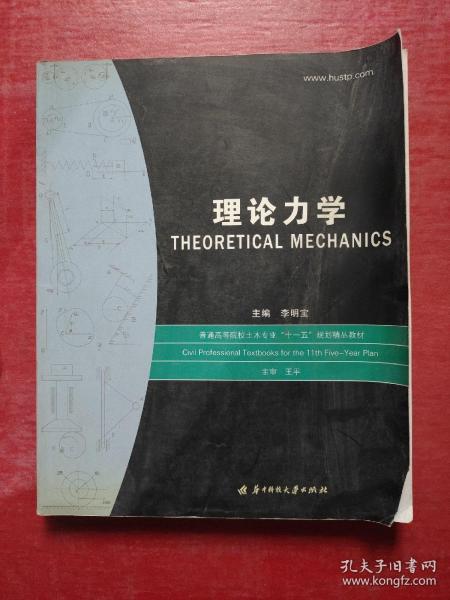 www.hustp.com
理论力学
THEORETICAL MECHANICS
主编 李明宝
普通高等院校土木专业“十一五”规划精品教材
Civil Professional Textbooks for the 11th Five-Year Plan
主审 王平
华中科技大学出版社
孔夫子旧书网
www.kongfz.com